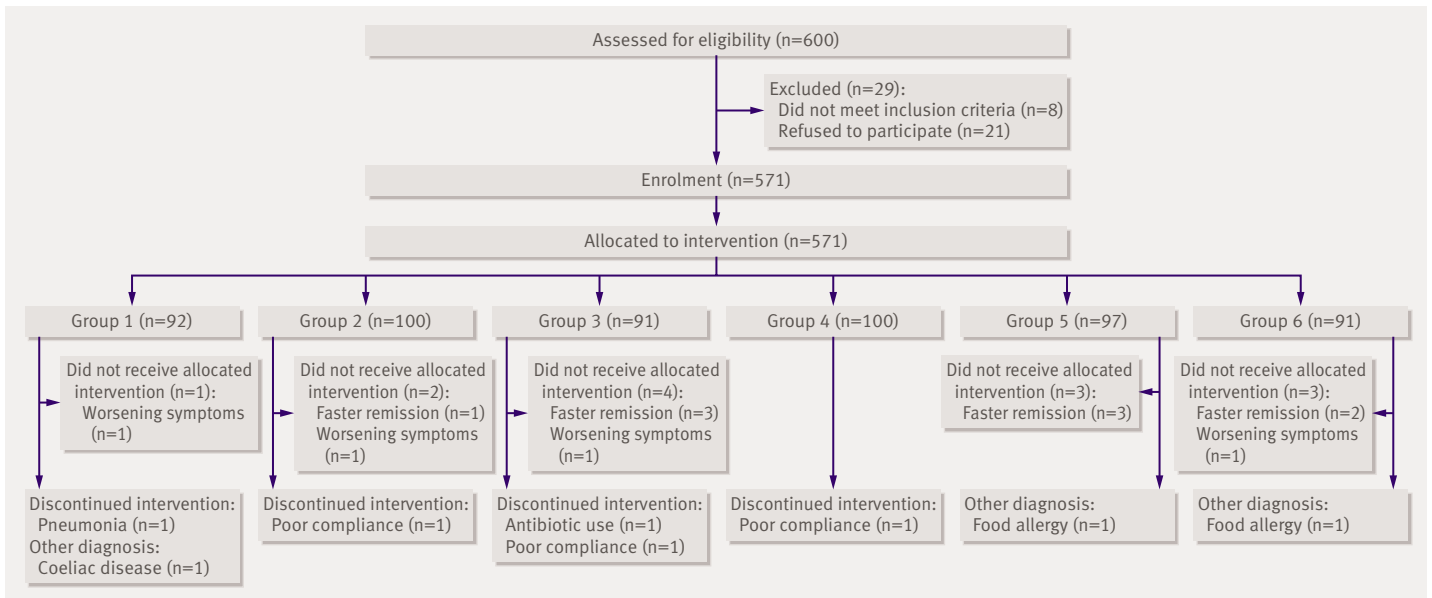 Assessed for eligibility (n=600)
Excluded (n=29):
Did not meet inclusion criteria (n=8)
Refused to participate (n=21)
Enrolment (n=571)
Allocated to intervention (n=571)
Group 1 (n=92)
Did not receive allocated
intervention (n=1):
Worsening symptoms
(n=1)
Discontinued intervention:
Pneumonia (n=1)
Other diagnosis:
Coeliac disease (n=1)
Group 2 (n=100)
Did not receive allocated
intervention (n=2):
Faster remission (n=1)
Worsening symptoms
(n=1)
Discontinued intervention:
Poor compliance (n=1)
Group 3 (n=91)
Did not receive allocated
intervention (n=4):
Faster remission (n=3)
Worsening symptoms
(n=1)
Discontinued intervention:
Antibiotic use (n=1)
Poor compliance (n=1)
Group 4 (n=100)
Discontinued intervention:
Poor compliance (n=1)
Group 5 (n=97)
Did not receive allocated
intervention (n=3):
Faster remission (n=3)
Other diagnosis:
Food allergy (n=1)
Group 6 (n=91)
Did not receive allocated
intervention (n=3):
Faster remission (n=2)
Worsening symptoms
(n=1)
Other diagnosis:
Food allergy (n=1)